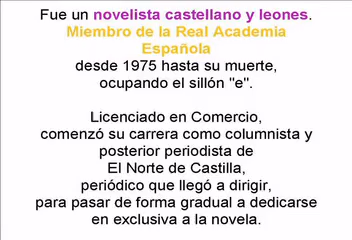 Fue un novelista castellano y leones.
Miembro de la Real Academia
Española
desde 1975 hasta su muerte,
ocupando el sillón "e".
Licenciado en Comercio,
comenzó su carrera como columnista y
posterior periodista de
El Norte de Castilla,
periódico que llegó a dirigir,
para pasar de forma gradual a dedicarse
en exclusiva a la novela.